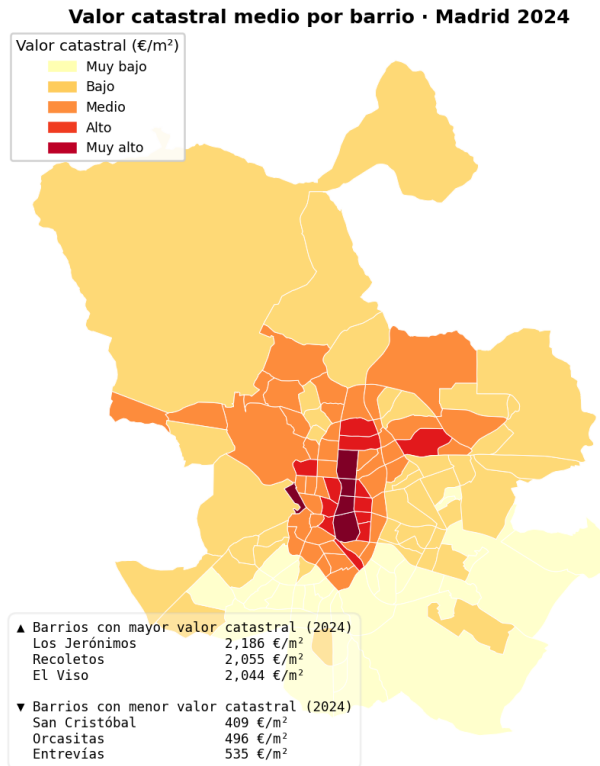 Valor catastral medio por barrio · Madrid 2024
Valor catastral (€/m²)
Muy bajo
Bajo
Medio
Alto
Muy alto
▲ Barrios con mayor valor catastral (2024)
Los Jerónimos 2,186 €/m²
Recoletos 2,055 €/m²
El Viso 2,044 €/m²
▼ Barrios con menor valor catastral (2024)
San Cristóbal 409 €/m²
Orcasitas 496 €/m²
Entrevías 535 €/m²